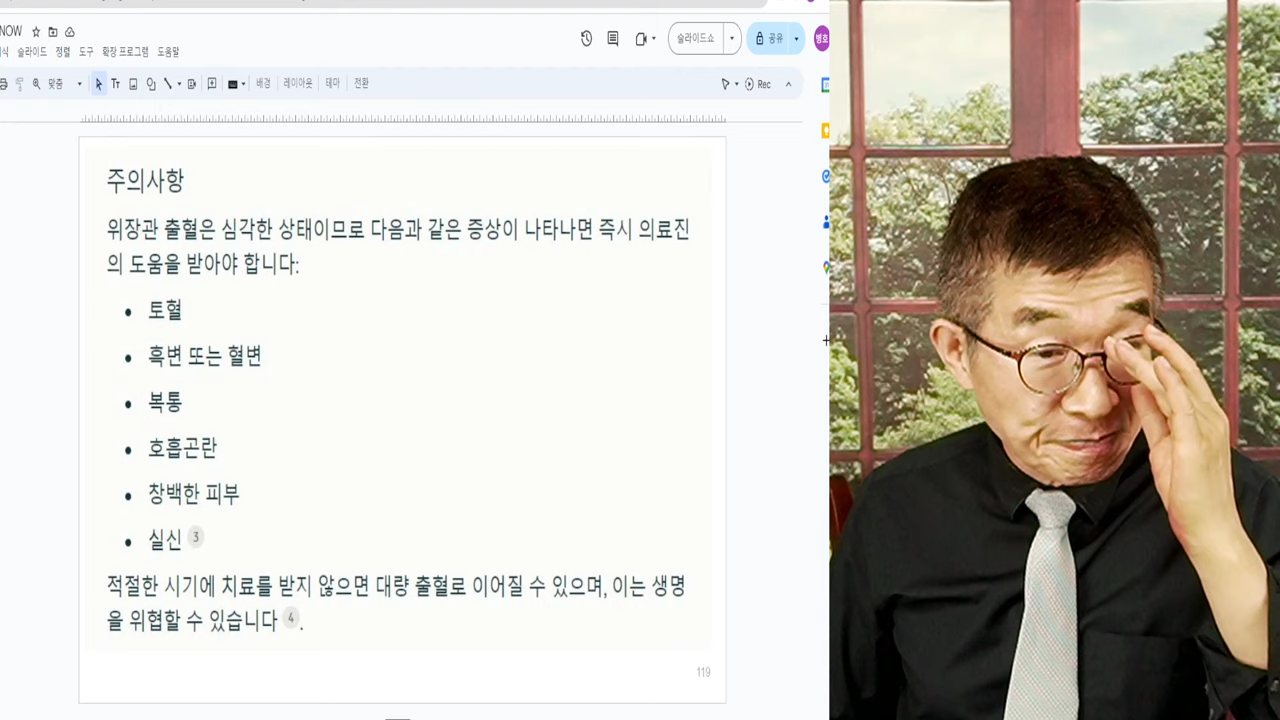 NOW
슬라이드 정렬 도구 확장 프로그램 도움말
슬라이드쇼
공유
병호
맞춤
Tт
배경
레이아웃
테마
전환
Rec
주의사항
위장관 출혈은 심각한 상태이므로 다음과 같은 증상이 나타나면 즉시 의료진
의 도움을 받아야 합니다:
• 토혈
• 흑변 또는 혈변
• 복통
• 호흡곤란
• 창백한 피부
• 실신 3
적절한 시기에 치료를 받지 않으면 대량 출혈로 이어질 수 있으며, 이는 생명
을 위협할 수 있습니다 4 .
119